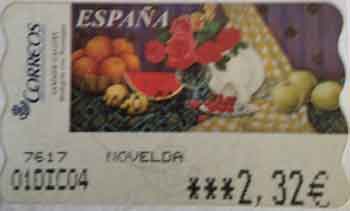 ESPAÑA
CORREOS
7617 NOVELDA
01DIC04 ***2,32€